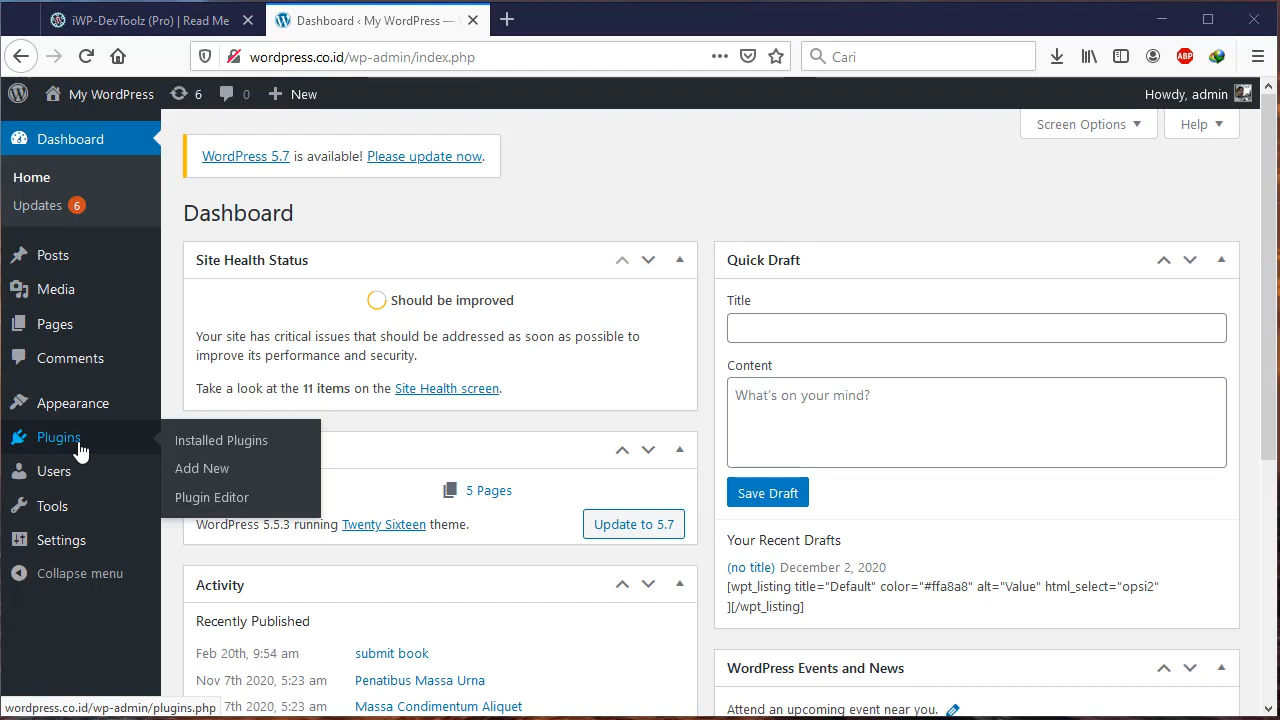 iWP-DevToolz (Pro) | Read Me
Dashboard ‹ My WordPress —
wordpress.co.id/wp-admin/index.php
Cari
ABP
My WordPress
6
0
New
Howdy, admin
Dashboard
Home
Updates 6
Posts
Media
Pages
Comments
Appearance
Plugins
Users
Tools
Settings
Collapse menu
Installed Plugins
Add New
Plugin Editor
Screen Options
Help
WordPress 5.7 is available! Please update now.
Dashboard
Site Health Status
Should be improved
Your site has critical issues that should be addressed as soon as possible to
improve its performance and security.
Take a look at the 11 items on the Site Health screen.
5 Pages
WordPress 5.5.3 running Twenty Sixteen theme.
Update to 5.7
Activity
Recently Published
Feb 20th, 9:54 am submit book
Nov 7th 2020, 5:23 am Penatibus Massa Urna
7th 2020, 5:23 am Massa Condimentum Aliquet
Quick Draft
Title
Content
What's on your mind?
Save Draft
Your Recent Drafts
(no title) December 2, 2020
[wpt_listing title="Default" color="#ffa8a8" alt="Value" html_select="opsi2"
][/wpt_listing]
WordPress Events and News
Attend an upcoming event near you.
wordpress.co.id/wp-admin/plugins.php